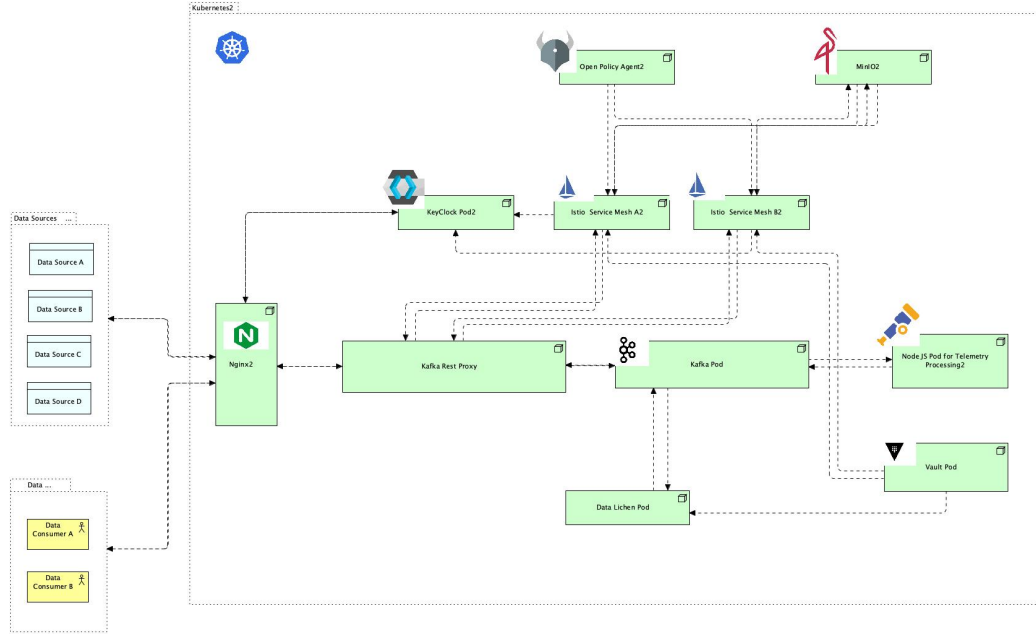 Kubernetes2
Open Policy Agent2
MinIO2
KeyClock Pod2
Istio Service Mesh A2
Istio Service Mesh B2
Data Sources ...
Data Source A
Data Source B
Data Source C
Data Source D
N
Nginx2
Kafka Rest Proxy
Kafka Pod
Node JS Pod for Telemetry
Processing2
Vault Pod
Data Lichen Pod
Data ...
Data
Consumer A
Data
Consumer B